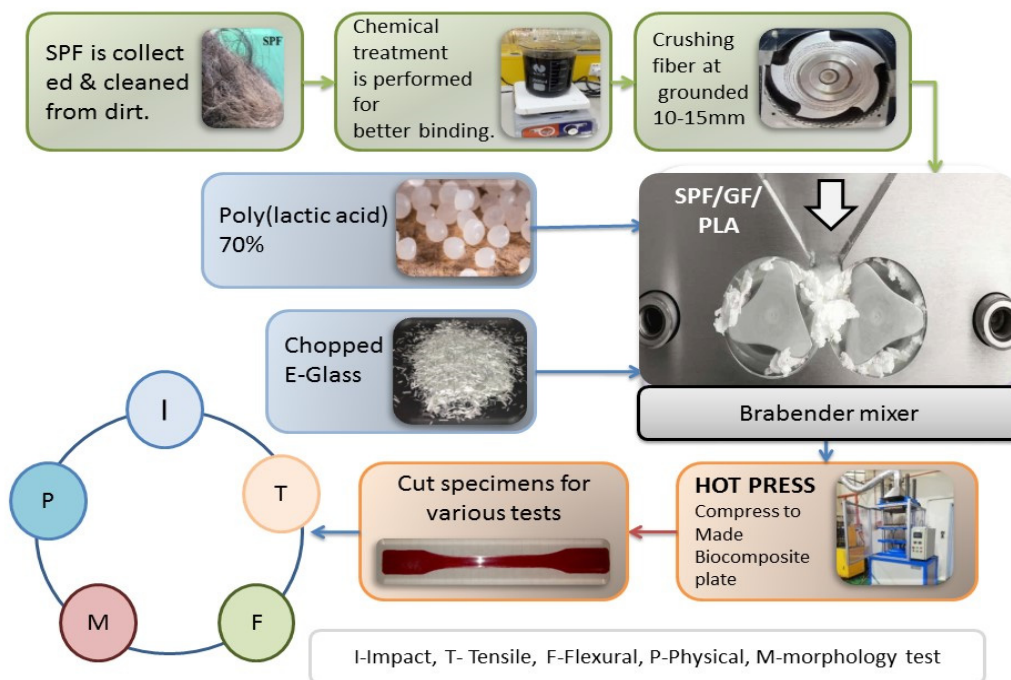 SPF is collect
ed & cleaned
from dirt.
SPF
Chemical
treatment
is performed
for
better binding.
Crushing
fiber at
grounded
10-15mm
Poly(lactic acid)
70%
SPF/GF/
PLA
Chopped
E-Glass
Brabender mixer
HOT PRESS
Compress to
Made
Biocomposite
plate
Cut specimens for
various tests
I
T
F
M
P
I-Impact, T- Tensile, F-Flexural, P-Physical, M-morphology test